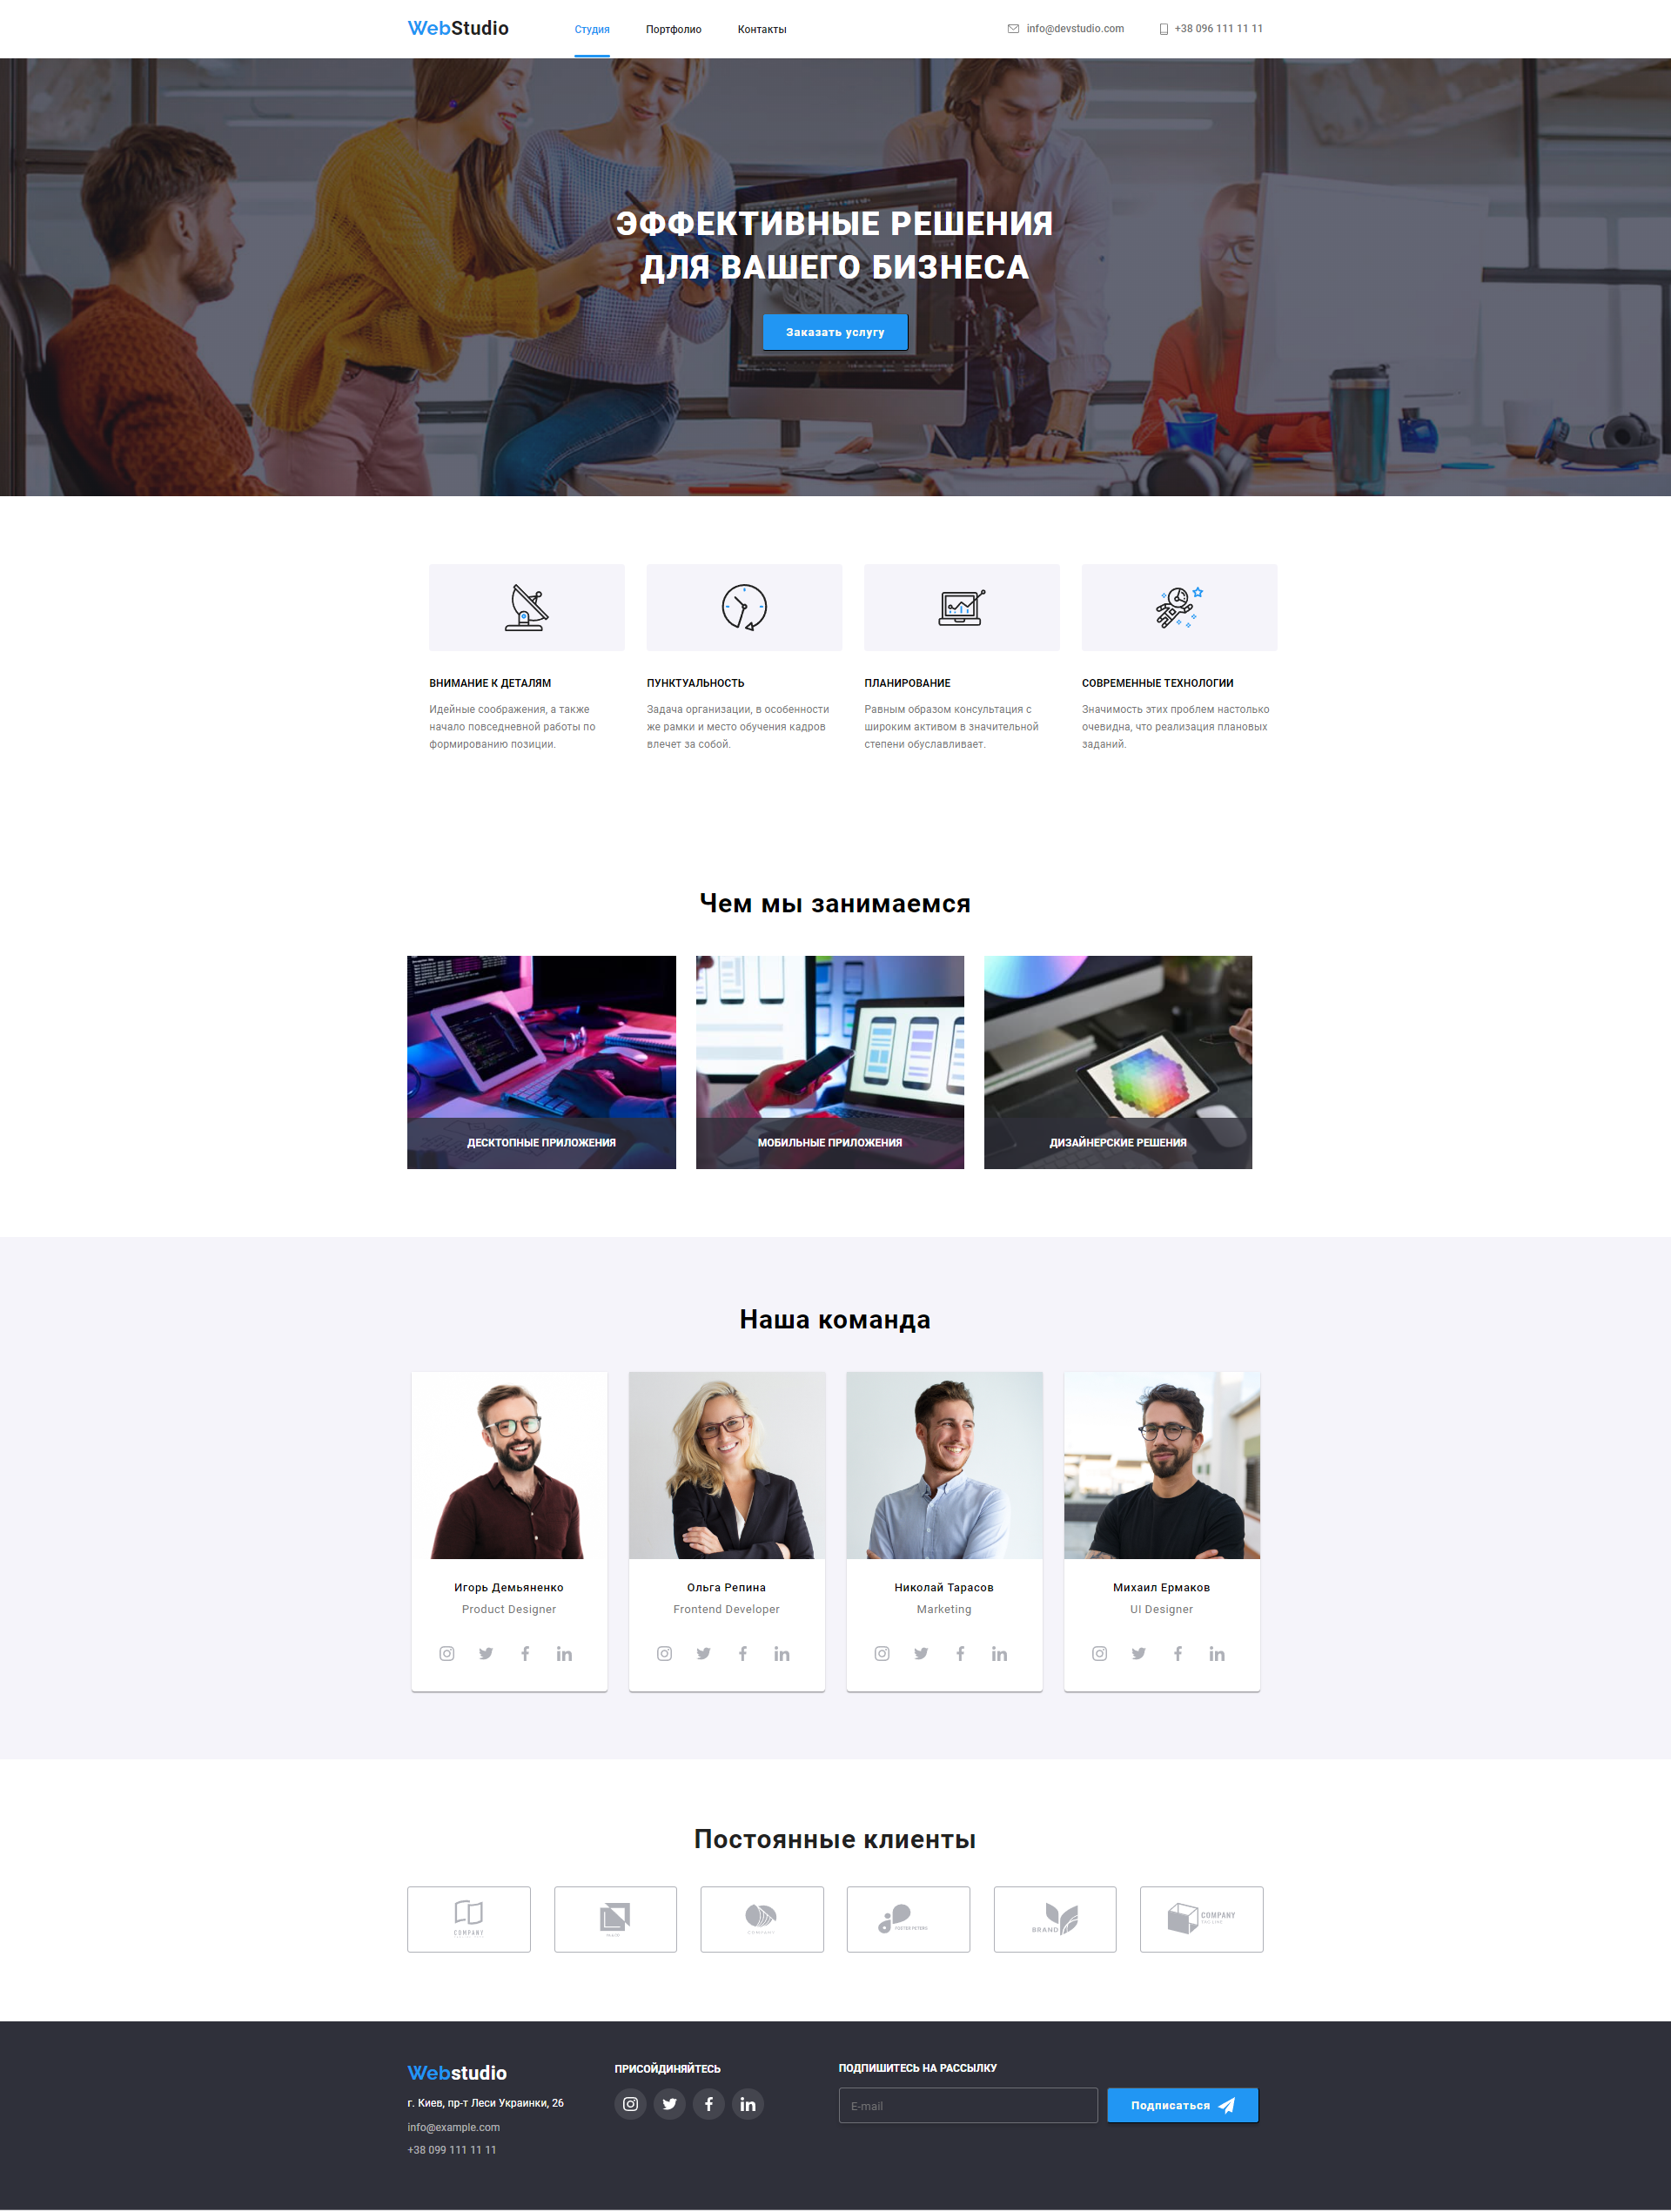 WebStudio
Студия
Портфолио
Контакты
info@devstudio.com
+38 096 111 11 11
ЭФФЕКТИВНЫЕ РЕШЕНИЯ
ДЛЯ ВАШЕГО БИЗНЕСА
Заказать услугу
ВНИМАНИЕ К ДЕТАЛЯМ
Идейные соображения, а также
начало повседневной работы по
формированию позиции.
ПУНКТУАЛЬНОСТЬ
Задача организации, в особенности
же рамки и место обучения кадров
влечет за собой.
ПЛАНИРОВАНИЕ
Равным образом консультация с
широким активом в значительной
степени обуславливает.
СОВРЕМЕННЫЕ ТЕХНОЛОГИИ
Значимость этих проблем настолько
очевидна, что реализация плановых
заданий.
Чем мы занимаемся
ДЕСКТОПНЫЕ ПРИЛОЖЕНИЯ
МОБИЛЬНЫЕ ПРИЛОЖЕНИЯ
ДИЗАЙНЕРСКИЕ РЕШЕНИЯ
Наша команда
Игорь Демьяненко
Product Designer
Ольга Репина
Frontend Developer
Николай Тарасов
Marketing
Михаил Ермаков
UI Designer
Постоянные клиенты
COMPANY
COMPANY
FOSTER PETERS
BRAND
COMPANY
TAG LINE
Webstudio
г. Киев, пр-т Леси Украинки, 26
info@example.com
+38 099 111 11 11
ПРИСОЙДИНЯЙТЕСЬ
ПОДПИШИТЕСЬ НА РАССЫЛКУ
E-mail
Подписаться